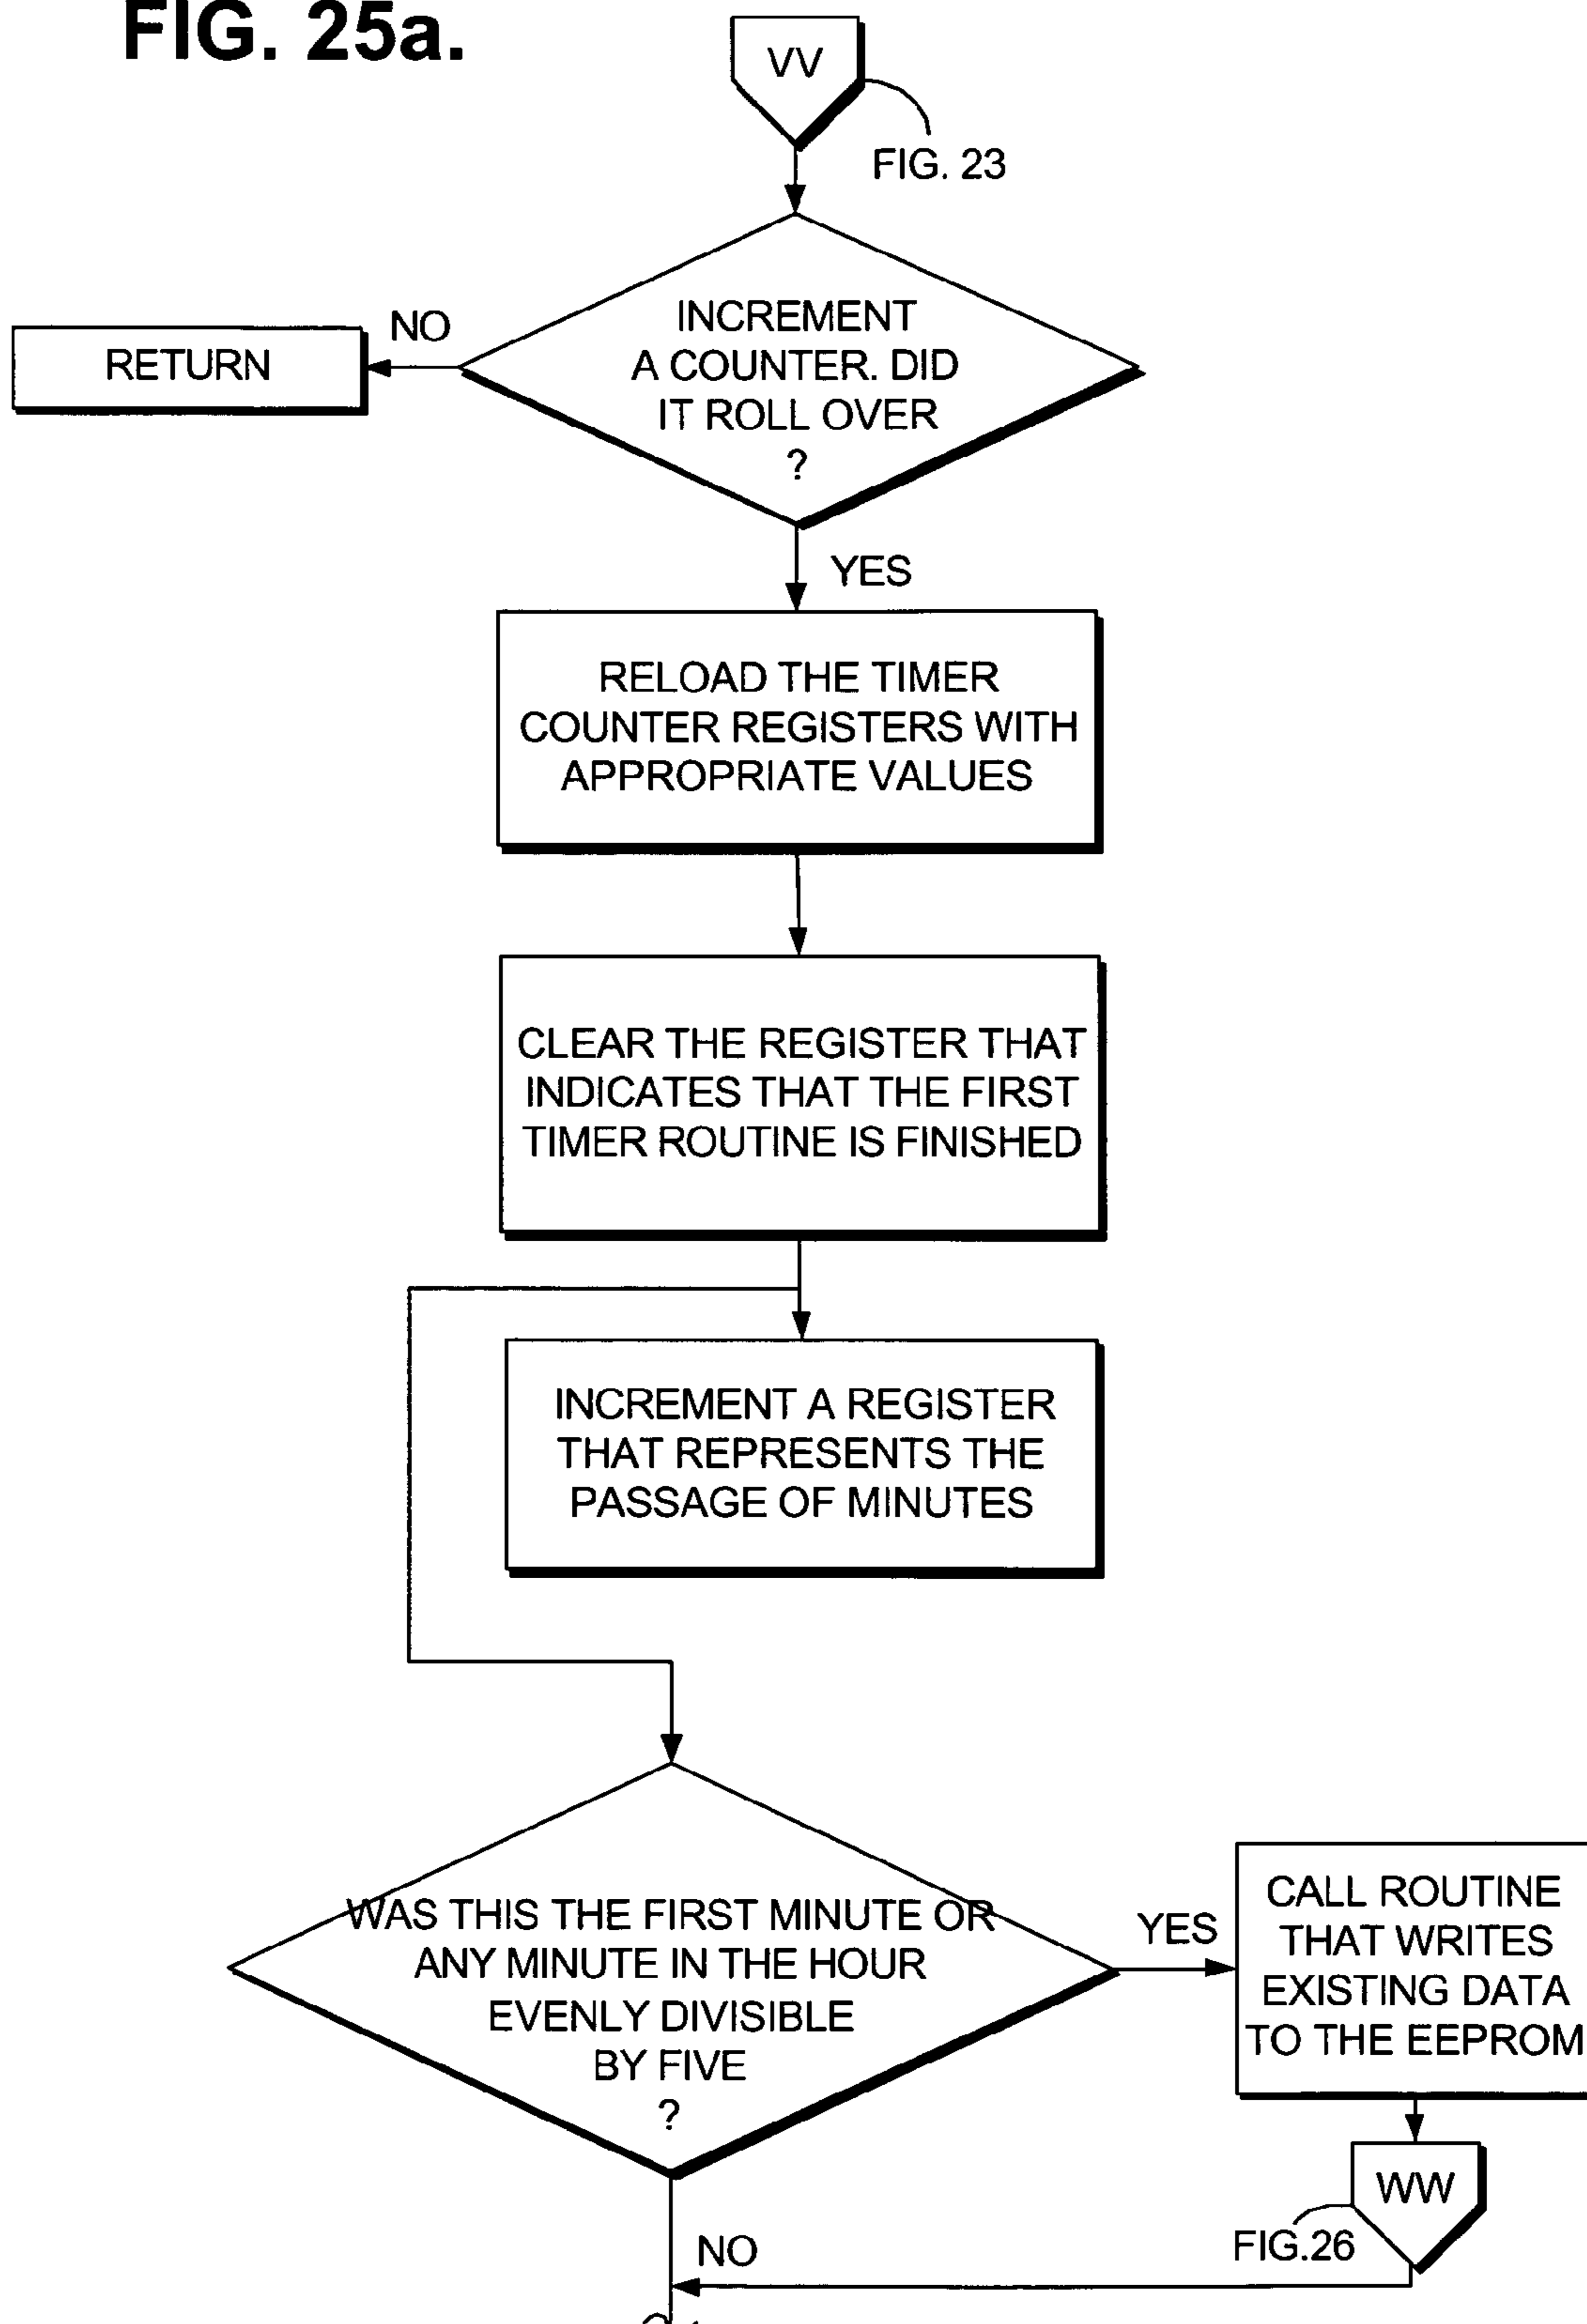 FIG. 25a.
VV
FIG. 23
INCREMENT
A COUNTER. DID
IT ROLL OVER
?
NO
RETURN
YES
RELOAD THE TIMER
COUNTER REGISTERS WITH
APPROPRIATE VALUES
CLEAR THE REGISTER THAT
INDICATES THAT THE FIRST
TIMER ROUTINE IS FINISHED
INCREMENT A REGISTER
THAT REPRESENTS THE
PASSAGE OF MINUTES
WAS THIS THE FIRST MINUTE OR
ANY MINUTE IN THE HOUR
EVENLY DIVISIBLE
BY FIVE
?
YES
CALL ROUTINE
THAT WRITES
EXISTING DATA
TO THE EEPROM
WW
FIG.26
NO